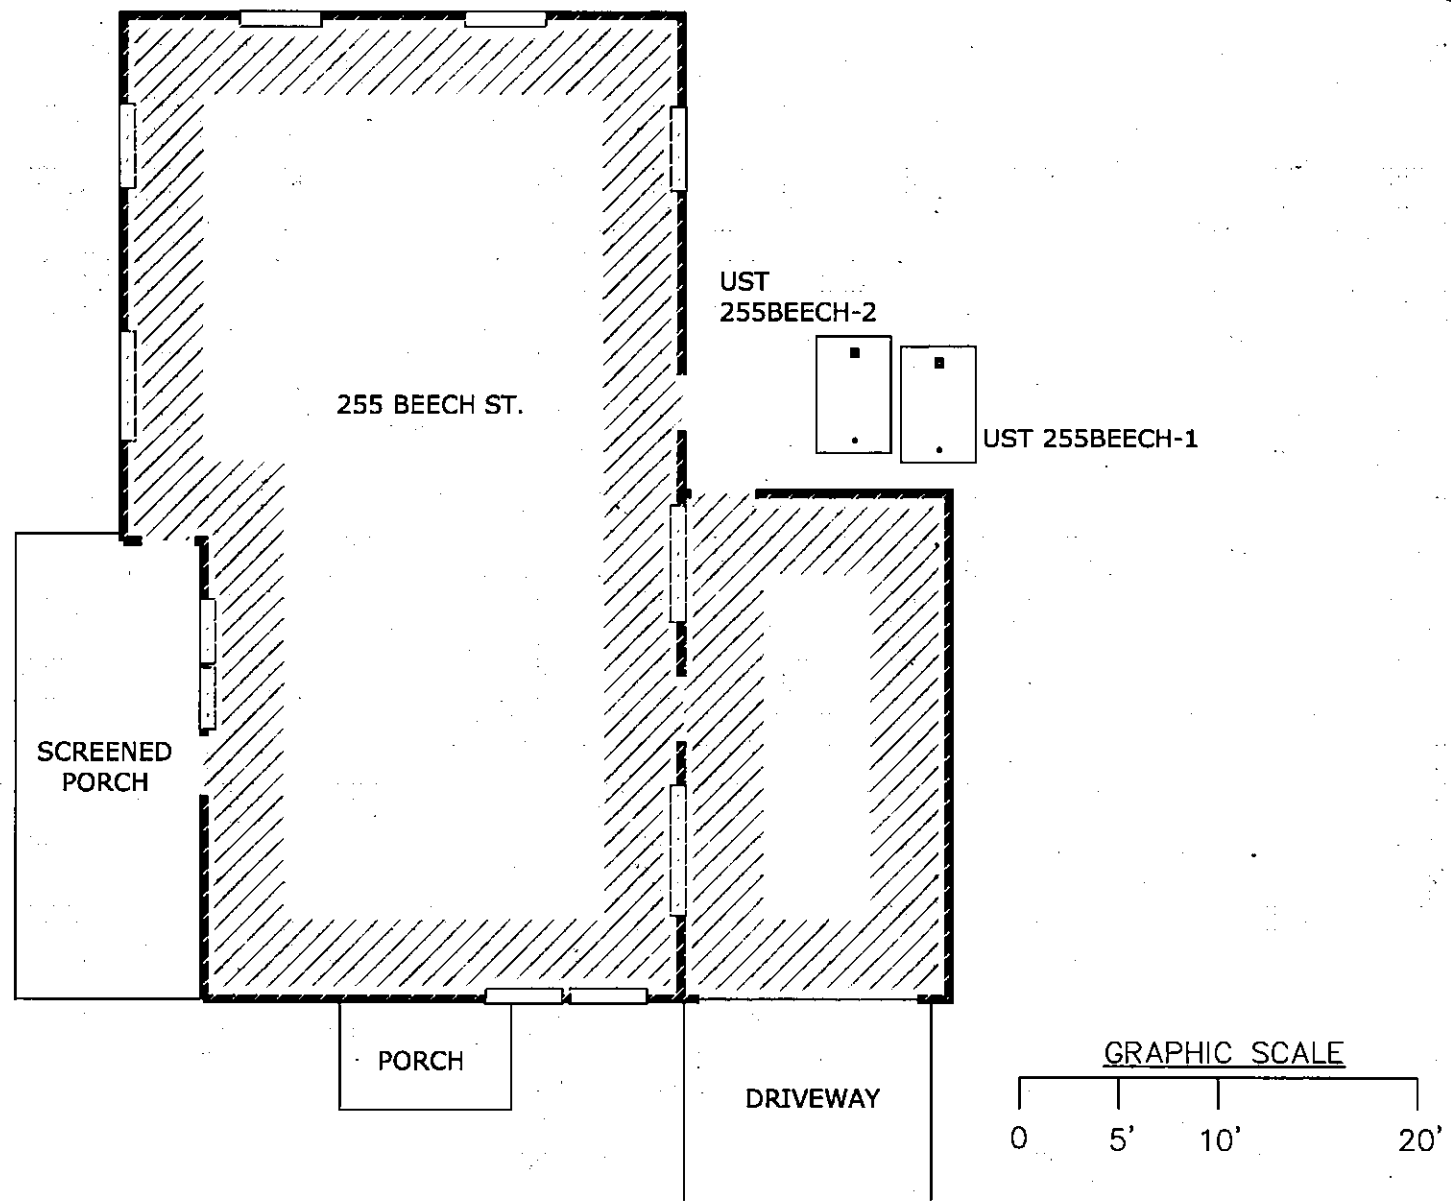 UST
255BEECH-2
255 BEECH ST.
UST 255BEECH-1
SCREENED
PORCH
PORCH
DRIVEWAY
GRAPHIC SCALE
0 5' 10' 20'